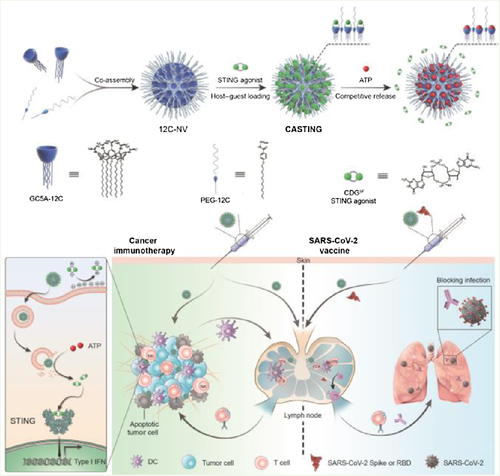 Co-assembly
STING agonist
Host–guest loading
ATP
Competitive release
12C-NV
CASTING
GC5A-12C
PEG-12C
CDGSF
STING agonist
Cancer
immunotherapy
SARS-CoV-2
vaccine
Skin
Blocking infection
ATP
STING
Type I IFN
Apoptotic
tumor cell
Lymph node
DC
Tumor cell
T cell
SARS-CoV-2 Spike or RBD
SARS-CoV-2